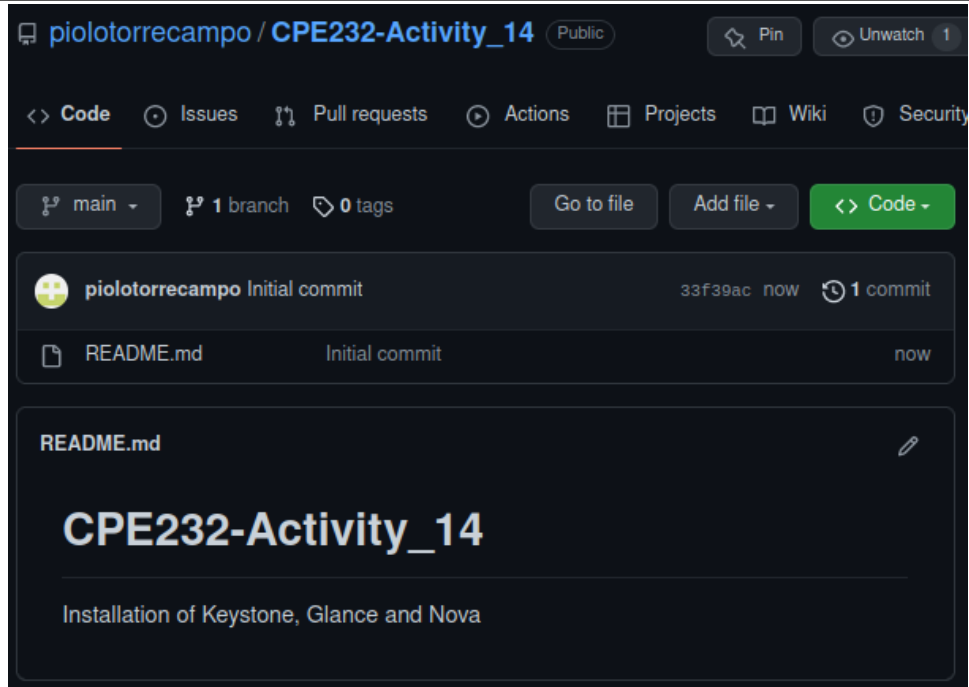 piolotorrecampo / CPE232-Activity_14 Public Pin Unwatch 1
Code Issues Pull requests Actions Projects Wiki Security
main 1 branch 0 tags Go to file Add file Code
piolotorrecampo Initial commit 33f39ac now 1 commit
README.md Initial commit now
README.md
CPE232-Activity_14
Installation of Keystone, Glance and Nova